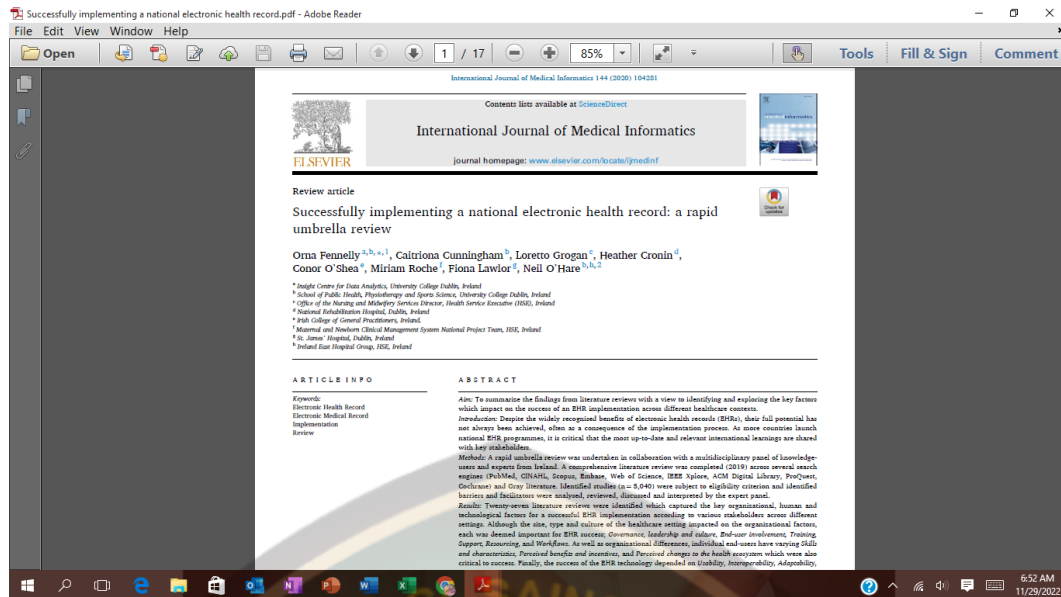 Successfully implementing a national electronic health record.pdf - Adobe Reader
File Edit View Window Help
Open 1 / 17 85% Tools Fill & Sign Comment
International Journal of Medical Informatics 144 (2020) 104281
Contents lists available at ScienceDirect
International Journal of Medical Informatics
journal homepage: www.elsevier.com/locate/ijmedinf
ELSEVIER
Review article
Check for
updates
Successfully implementing a national electronic health record: a rapid
umbrella review
Orna Fennelly a,b,*,1, Caitriona Cunningham b, Loretto Grogan c, Heather Cronin d,
Conor O'Shea e, Miriam Roche f, Fiona Lawlor g, Neil O'Hare b,h,2
a Insight Centre for Data Analytics, University College Dublin, Ireland
b School of Public Health, Physiotherapy and Sports Science, University College Dublin, Ireland
c Office of the Nursing and Midwifery Services Director, Health Service Executive (HSE), Ireland
d National Rehabilitation Hospital, Dublin, Ireland
e Irish College of General Practitioners, Ireland.
f Maternal and Newborn Clinical Management System National Project Team, HSE, Ireland
g St. James' Hospital, Dublin, Ireland
h Ireland East Hospital Group, HSE, Ireland
ARTICLE INFO
Keywords:
Electronic Health Record
Electronic Medical Record
Implementation
Review
ABSTRACT
Aim: To summarise the findings from literature reviews with a view to identifying and exploring the key factors
which impact on the success of an EHR implementation across different healthcare contexts.
Introduction: Despite the widely recognised benefits of electronic health records (EHRs), their full potential has
not always been achieved, often as a consequence of the implementation process. As more countries launch
national EHR programmes, it is critical that the most up-to-date and relevant international learnings are shared
with key stakeholders.
Methods: A rapid umbrella review was undertaken in collaboration with a multidisciplinary panel of knowledge-
users and experts from Ireland. A comprehensive literature review was completed (2019) across several search
engines (PubMed, CINAHL, Scopus, Embase, Web of Science, IEEE Xplore, ACM Digital Library, ProQuest,
Cochrane) and Gray literature. Identified studies (n = 5,040) were subject to eligibility criterion and identified
barriers and facilitators were analysed, reviewed, discussed and interpreted by the expert panel.
Results: Twenty-seven literature reviews were identified which captured the key organizational, human and
technological factors for a successful EHR implementation according to various stakeholders across different
settings. Although the size, type and culture of the healthcare setting impacted on the organizational factors,
each was deemed important for EHR success; Governance, leadership and culture, End-user involvement, Training,
Support, Resourcing, and Workflows. As well as organizational differences, individual end-users have varying Skills
and characteristics, Perceived benefits and incentives, and Perceived changes to the health ecosystem which were also
critical to success. Finally, the success of the EHR technology depended on Usability, Interoperability, Adaptability,
6:52 AM
11/29/2022